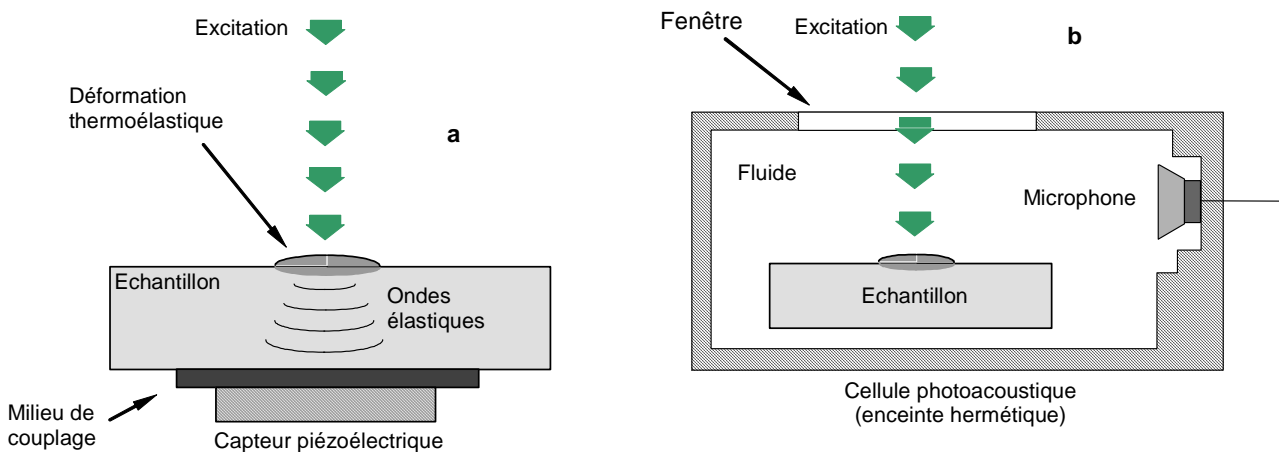 Excitation
Déformation
thermoélastique
a
Echantillon
Ondes
élastiques
Milieu de
couplage
Capteur piézoélectrique
Fenêtre
Excitation
b
Fluide
Microphone
Echantillon
Cellule photoacoustique
(enceinte hermétique)